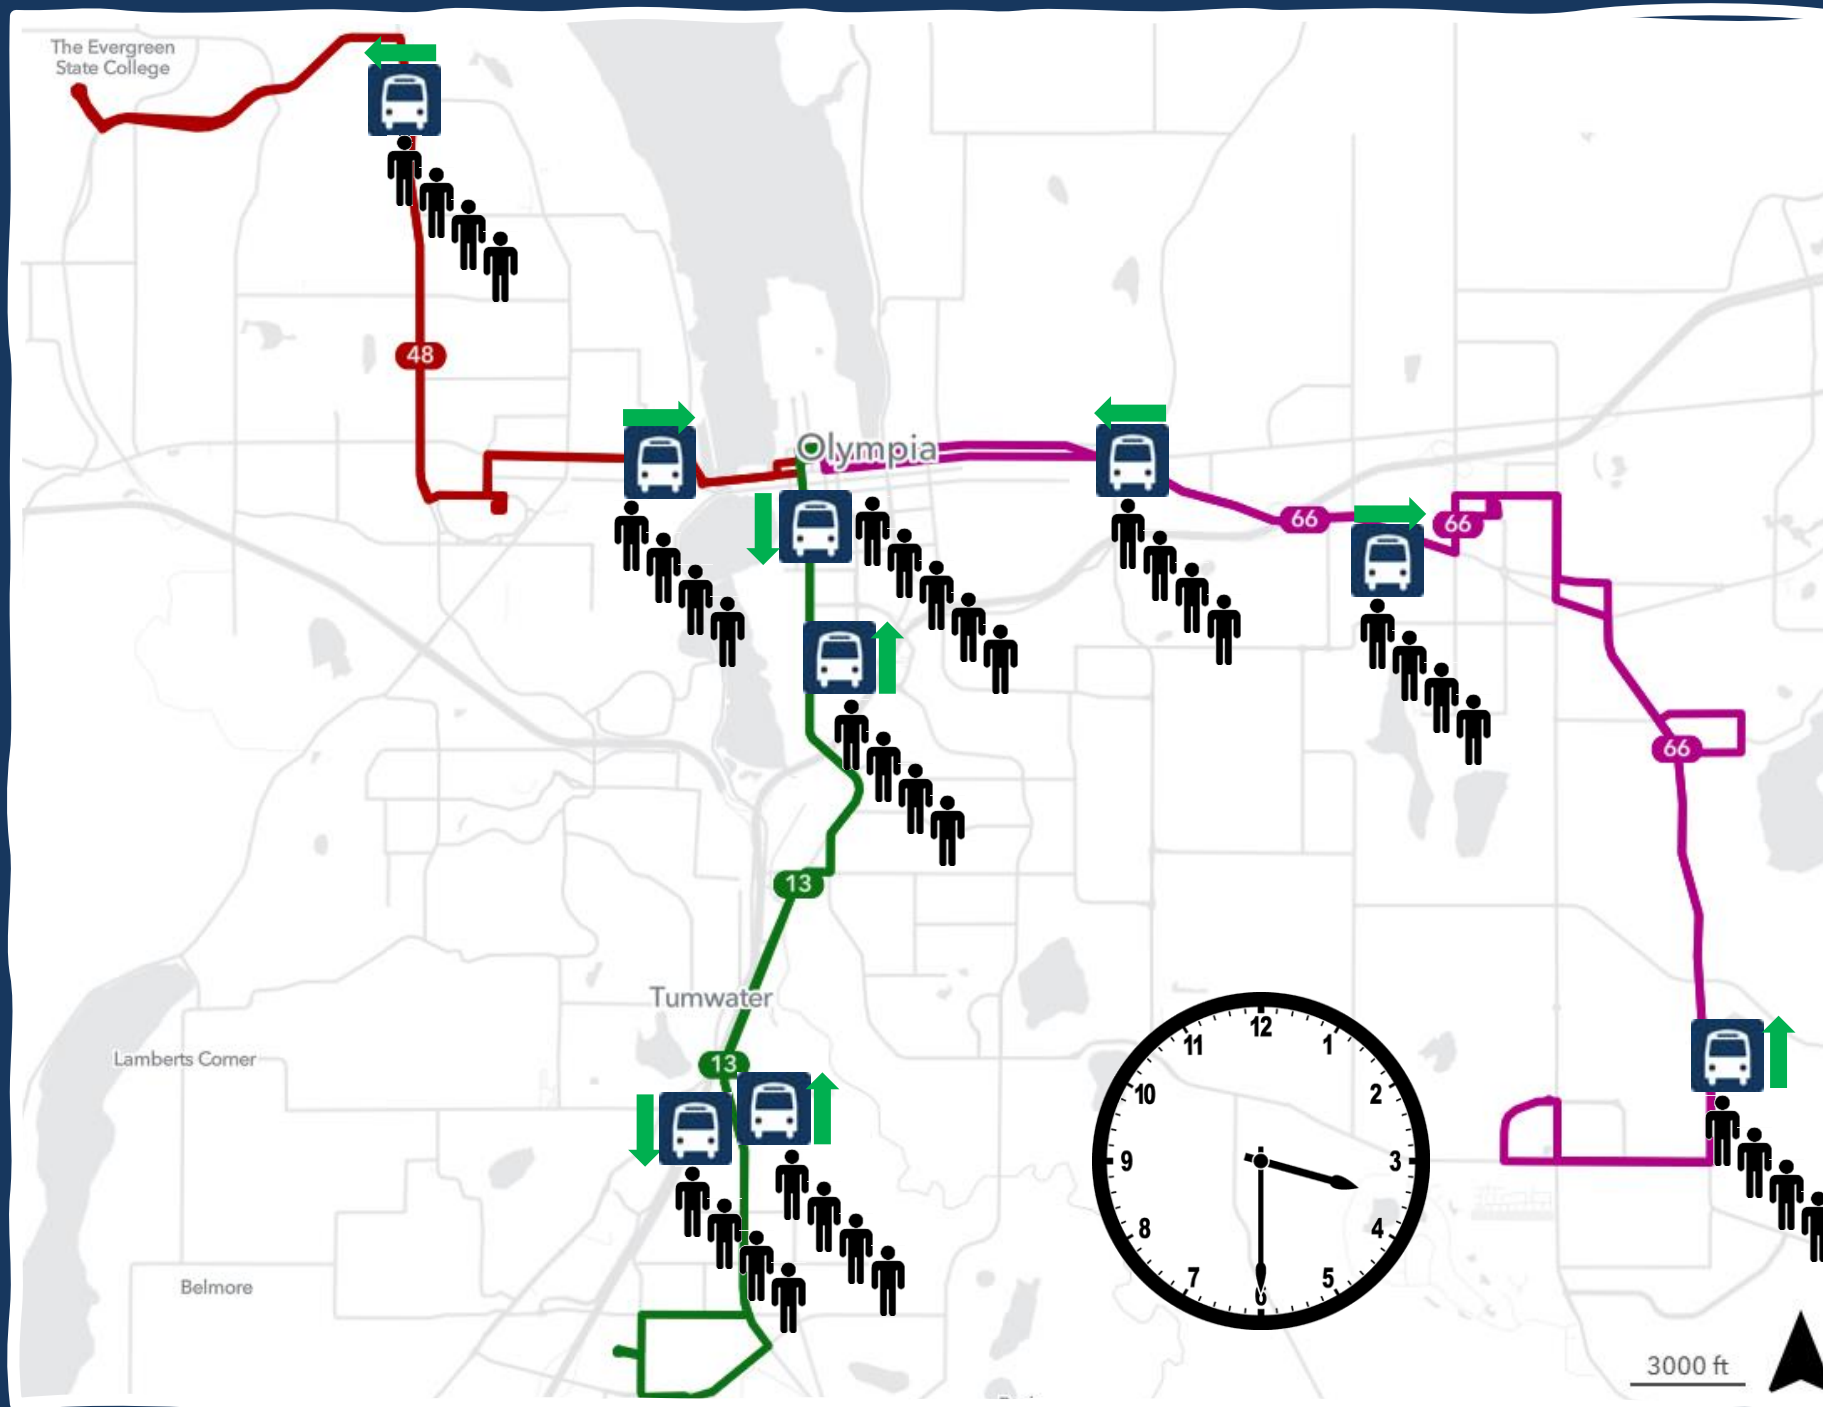 The Evergreen
State College
48
Olympia
66
66
66
13
Tumwater
13
Lamberts Corner
Belmore
12
1
2
3
4
5
6
7
8
9
10
11
3000 ft